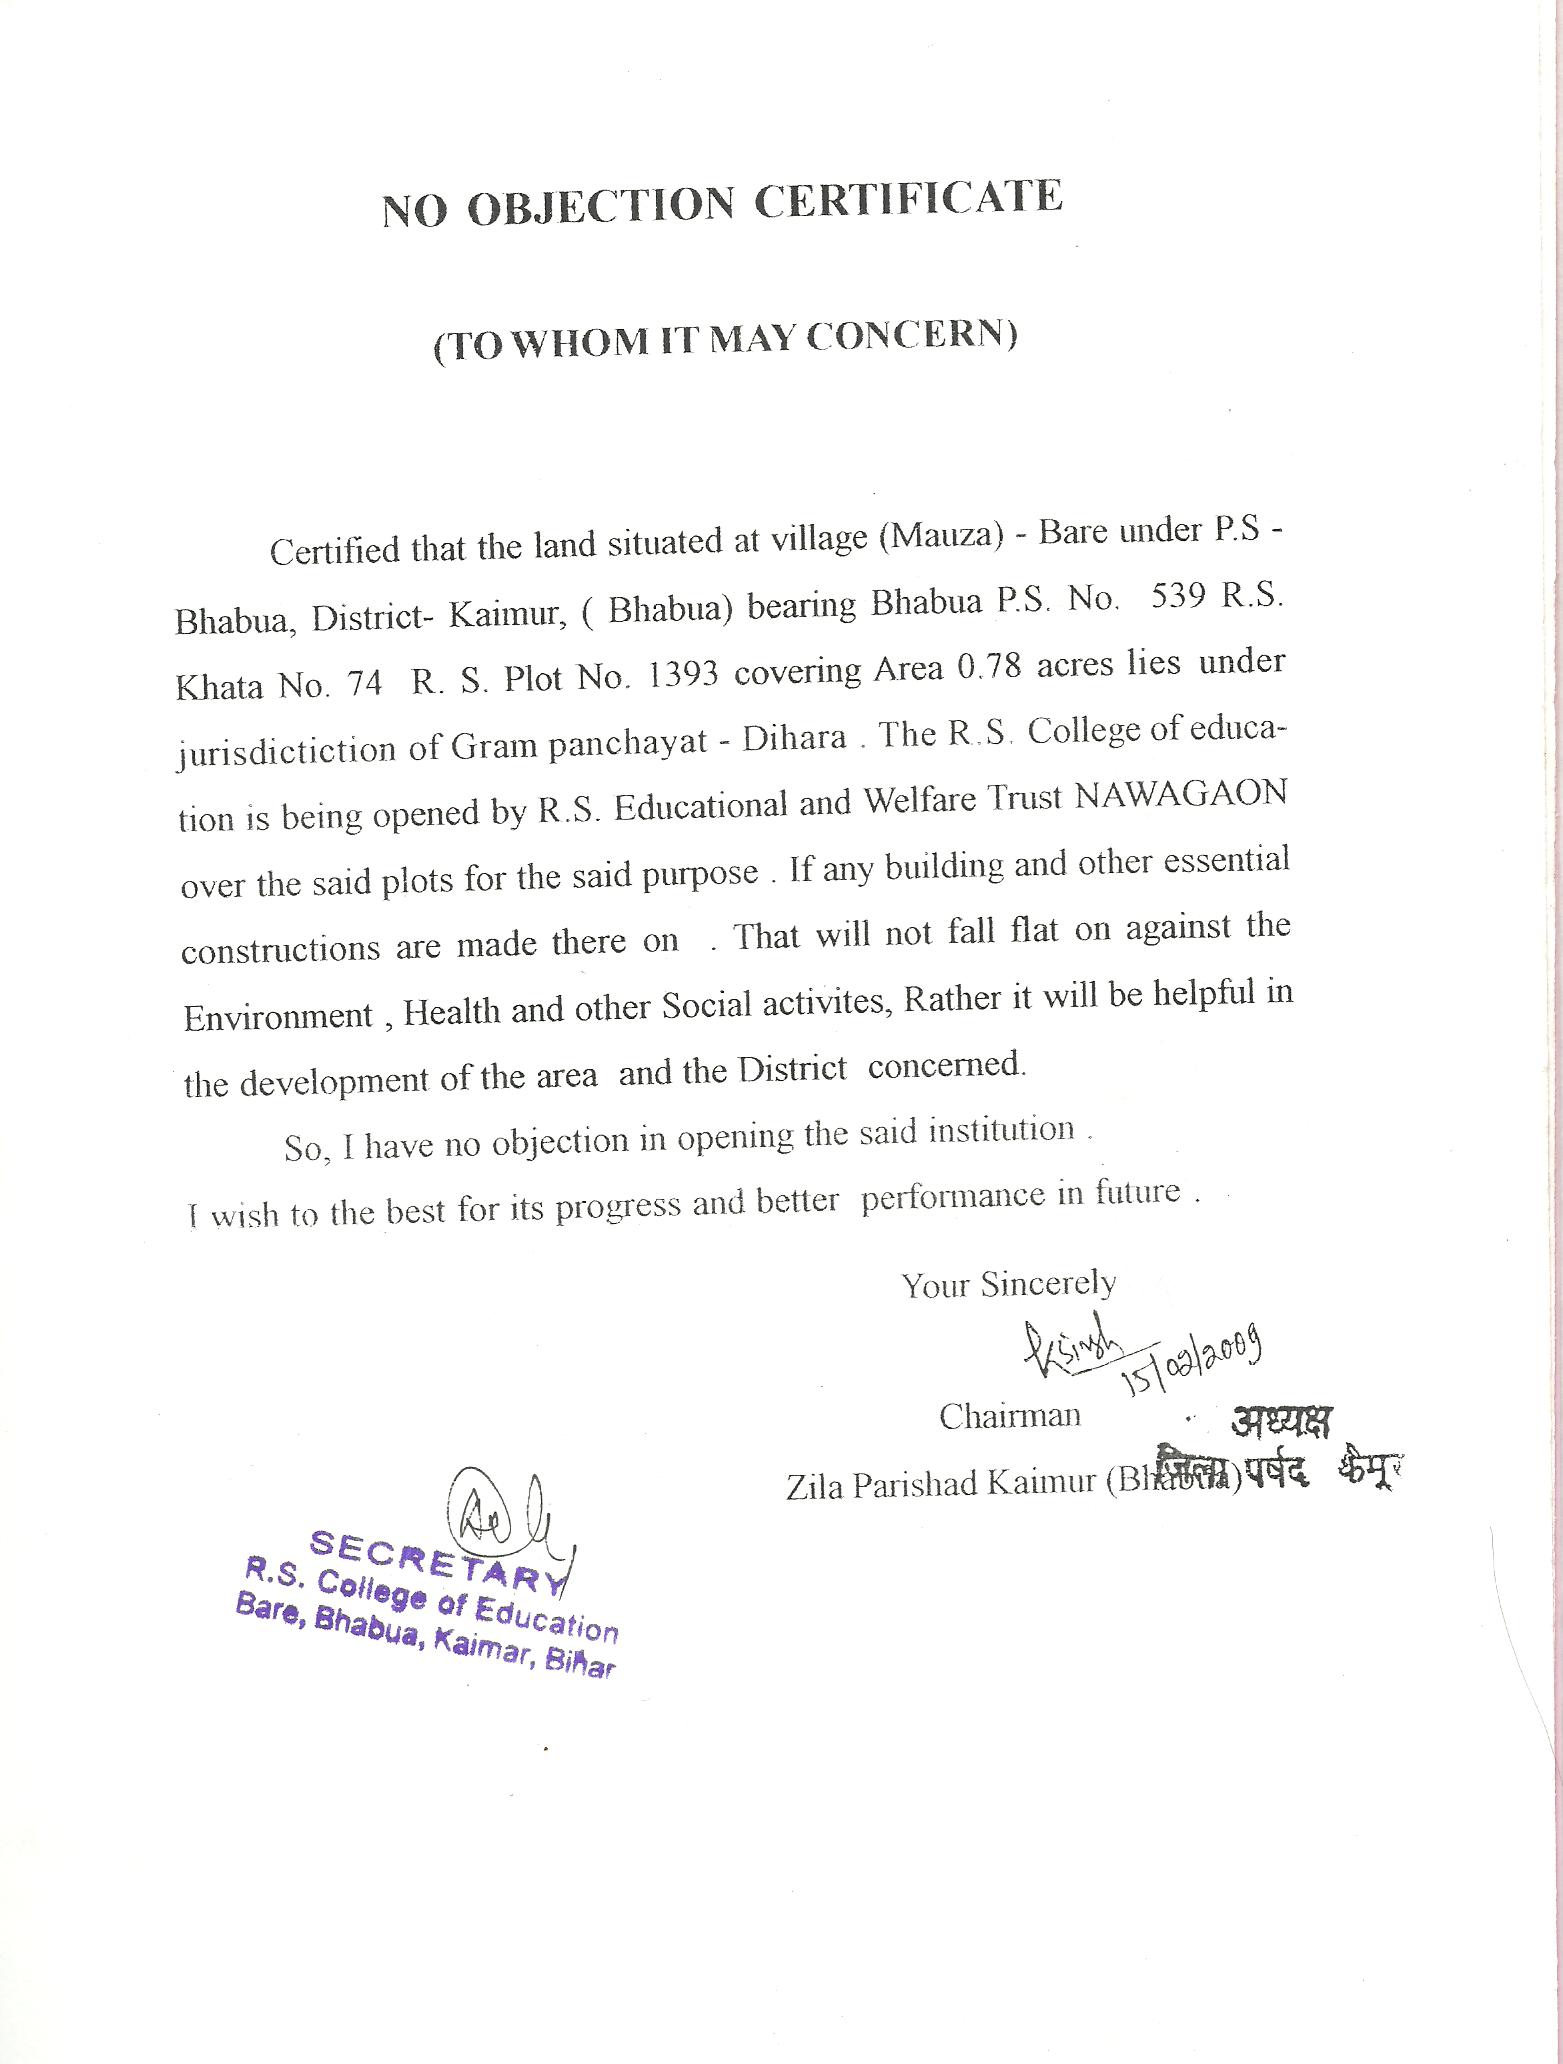 NO OBJECTION CERTIFICATE
(TO WHOM IT MAY CONCERN)
Certified that the land situated at village (Mauza) - Bare under P.S -
Bhabua, District- Kaimur, ( Bhabua) bearing Bhabua P.S. No. 539 R.S.
Khata No. 74 R. S. Plot No. 1393 covering Area 0.78 acres lies under
jurisdictiction of Gram panchayat - Dihara . The R.S. College of educa-
tion is being opened by R.S. Educational and Welfare Trust NAWAGAON
over the said plots for the said purpose . If any building and other essential
constructions are made there on . That will not fall flat on against the
Environment , Health and other Social activites, Rather it will be helpful in
the development of the area and the District concerned.
So, I have no objection in opening the said institution .
I wish to the best for its progress and better performance in future .
Your Sincerely
15/02/2009
Chairman
अध्यक्ष
Zila Parishad Kaimur (Bhabua)
जिला पर्षद कैमूर
SECRETARY
R.S. College of Education
Bare, Bhabua, Kaimar, Bihar